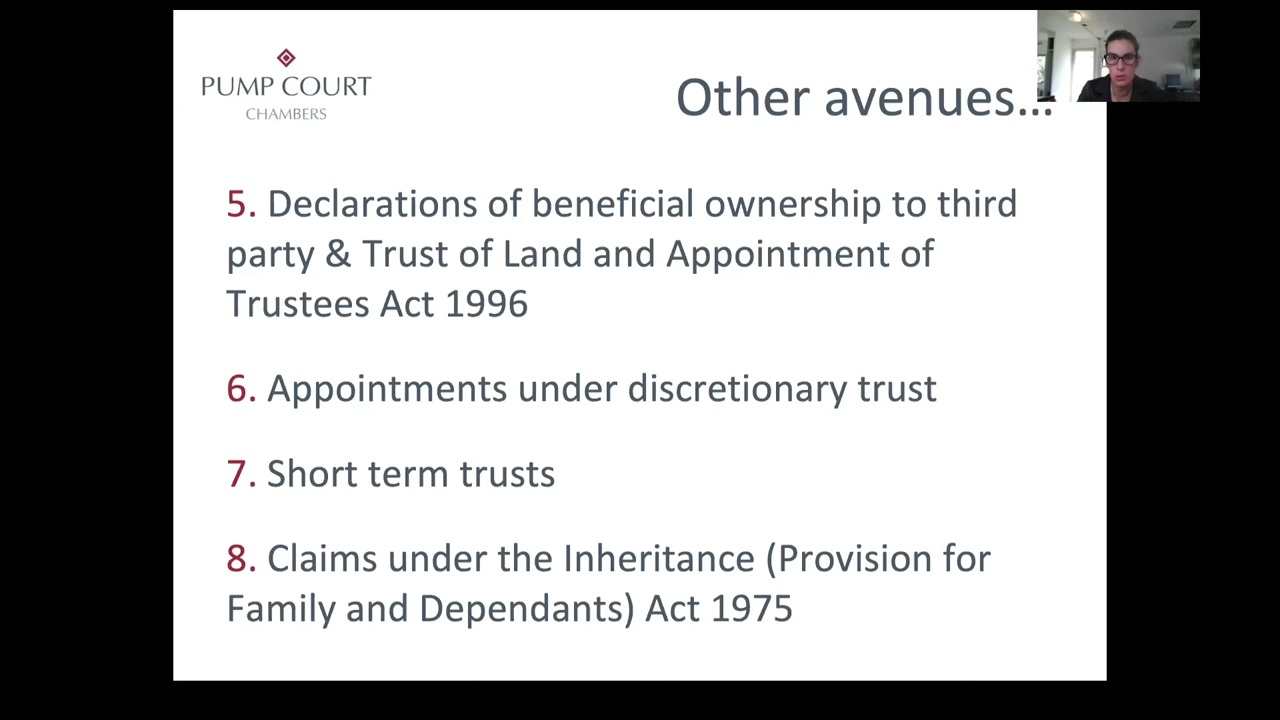 PUMP COURT
CHAMBERS
Other avenues...
5. Declarations of beneficial ownership to third
party & Trust of Land and Appointment of
Trustees Act 1996
6. Appointments under discretionary trust
7. Short term trusts
8. Claims under the Inheritance (Provision for
Family and Dependants) Act 1975